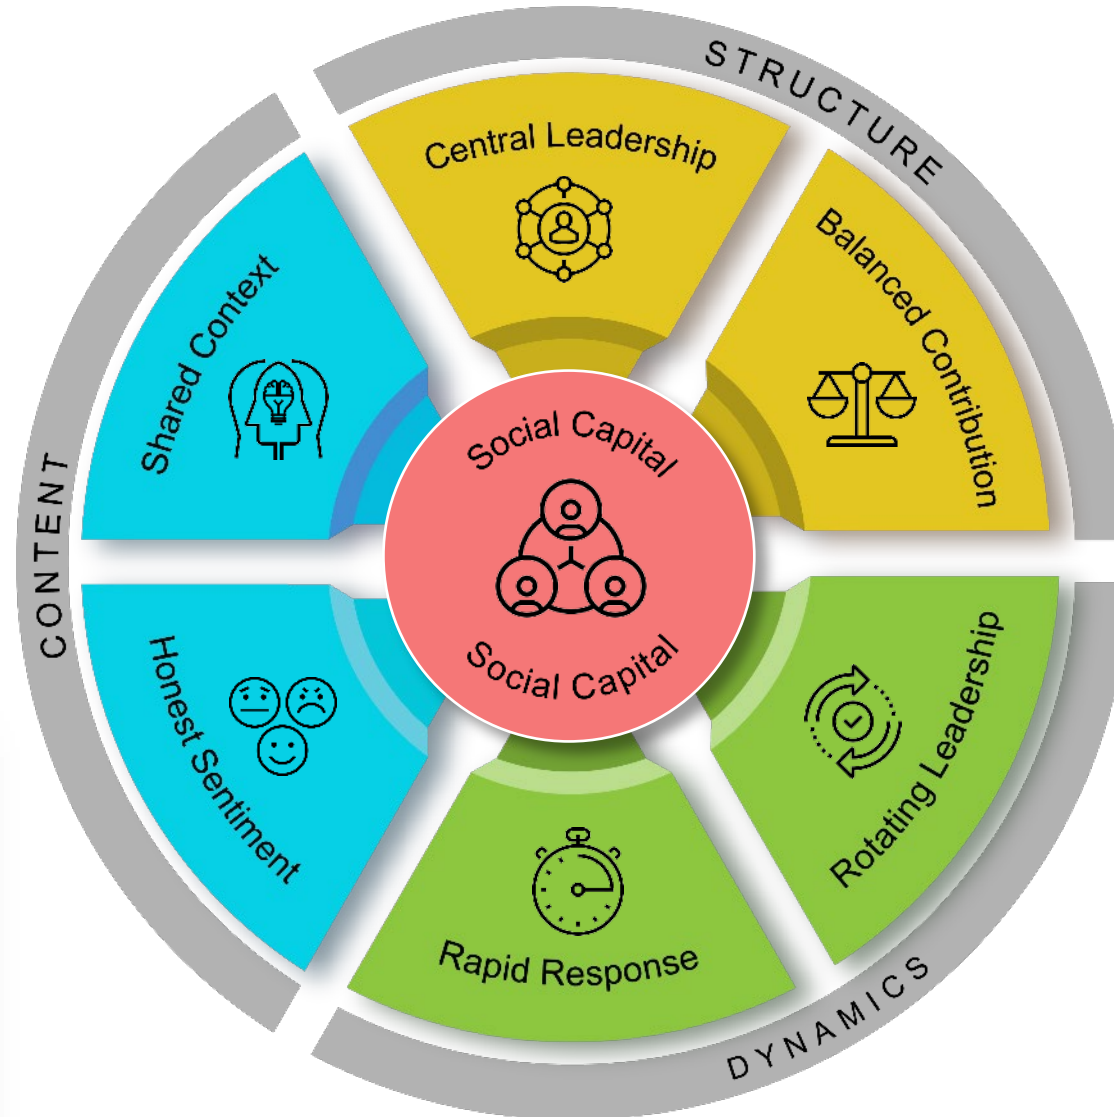 STRUCTURE
Central Leadership
Balanced Contribution
Shared Context
Social Capital
Social Capital
CONTENT
Honest Sentiment
Rotating Leadership
Rapid Response
DYNAMICS